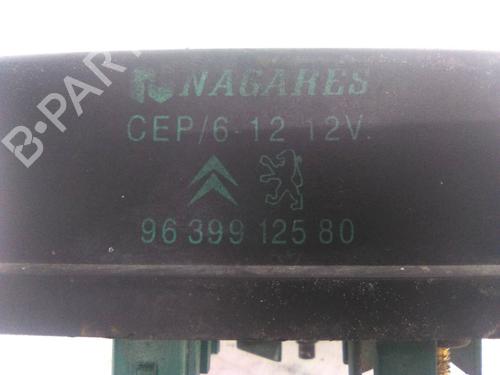 NAGARES
CEP/6-12 12V.
96 399 125 80
B-PARTS